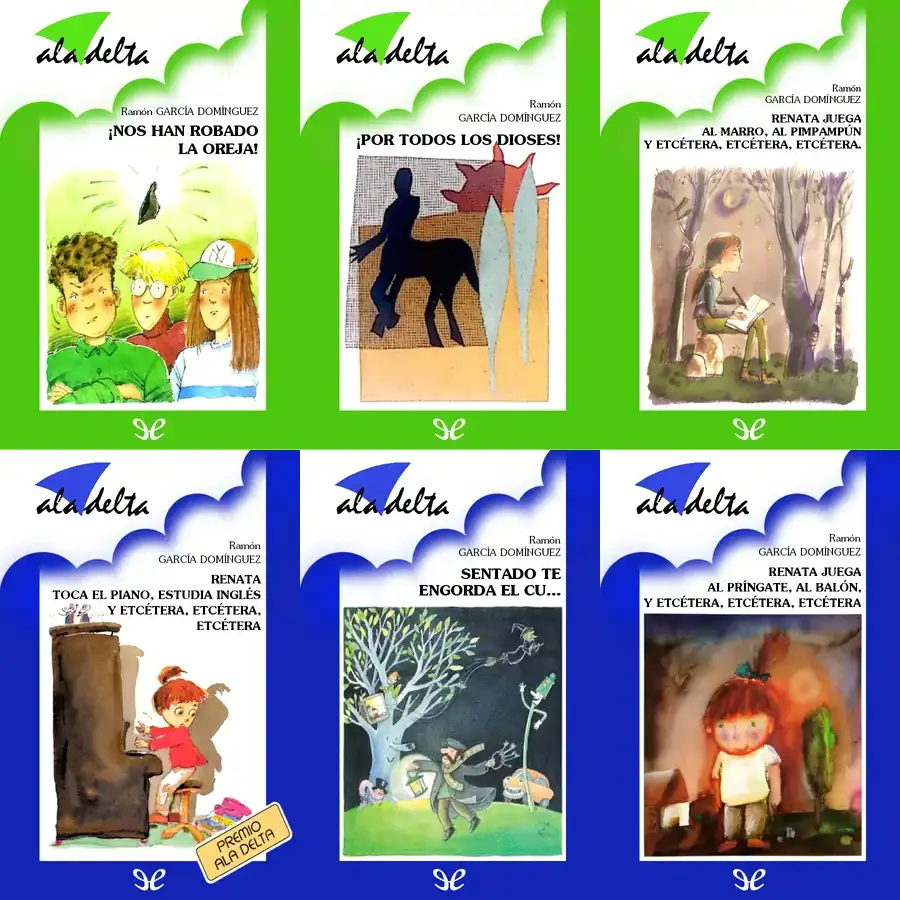 ala delta
Ramón GARCÍA DOMÍNGUEZ
¡NOS HAN ROBADO
LA OREJA!
NY
ala delta
Ramón
GARCÍA DOMÍNGUEZ
¡POR TODOS LOS DIOSES!
ala delta
Ramón
GARCÍA DOMÍNGUEZ
RENATA JUEGA
AL MARRO, AL PIMPAMPÚN
Y ETCÉTERA, ETCÉTERA, ETCÉTERA.
ala delta
Ramón
GARCÍA DOMÍNGUEZ
RENATA
TOCA EL PIANO, ESTUDIA INGLÉS
Y ETCÉTERA, ETCÉTERA,
ETCÉTERA
PREMIO
ALA DELTA
ala delta
Ramón
GARCÍA DOMÍNGUEZ
SENTADO TE
ENGORDA EL CU...
ala delta
Ramón
GARCÍA DOMÍNGUEZ
RENATA JUEGA
AL PRÍNGATE, AL BALÓN,
Y ETCÉTERA, ETCÉTERA, ETCÉTERA